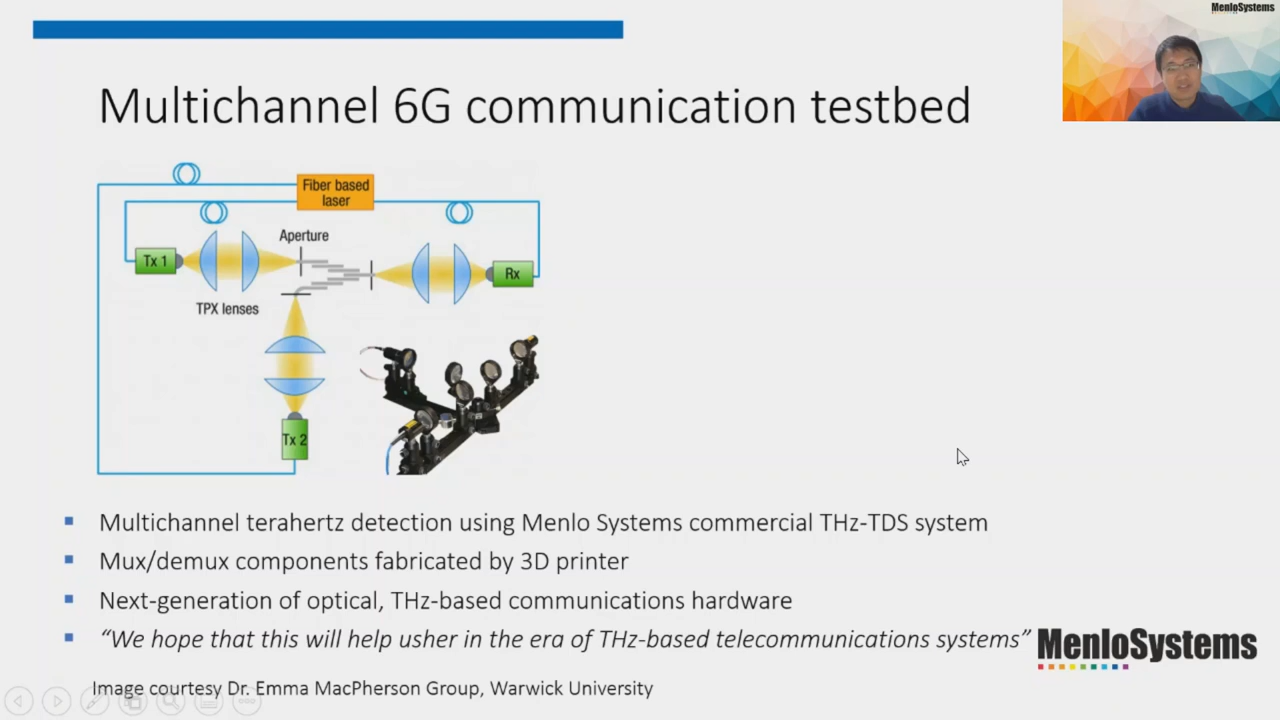 MenloSystems
Multichannel 6G communication testbed
Fiber based
laser
Aperture
Tx 1
Rx
TPX lenses
Tx 2
Multichannel terahertz detection using Menlo Systems commercial THz-TDS system
Mux/demux components fabricated by 3D printer
Next-generation of optical, THz-based communications hardware
“We hope that this will help usher in the era of THz-based telecommunications systems”
MenloSystems
Image courtesy Dr. Emma MacPherson Group, Warwick University